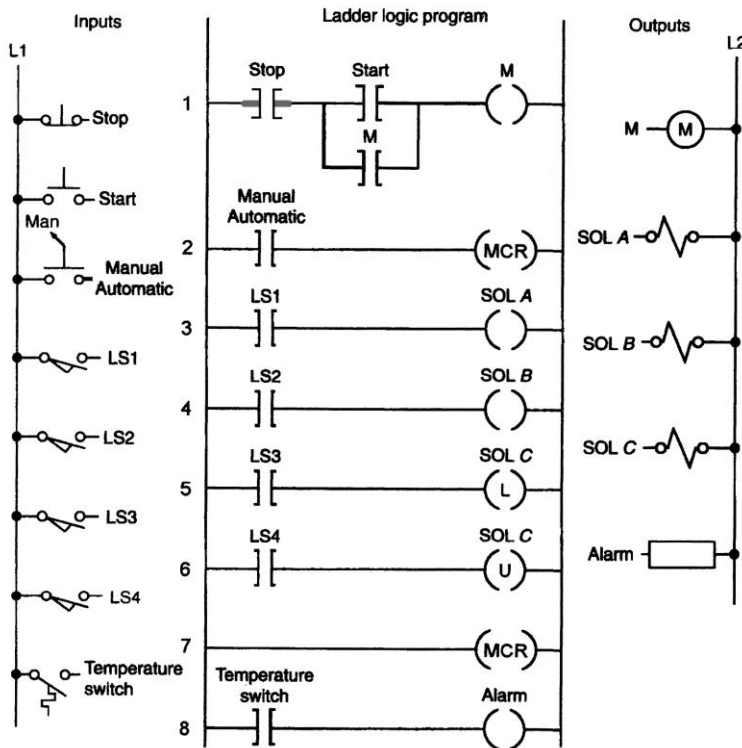 Inputs
Ladder logic program
Outputs
L1
L2
Stop
Start
Man
Manual
Automatic
LS1
LS2
LS3
LS4
Temperature
switch
1
Stop
Start
M
M
2
Manual
Automatic
MCR
3
LS1
SOL A
4
LS2
SOL B
5
LS3
SOL C
L
6
LS4
SOL C
U
7
MCR
8
Temperature
switch
Alarm
M
M
SOL A
SOL B
SOL C
Alarm